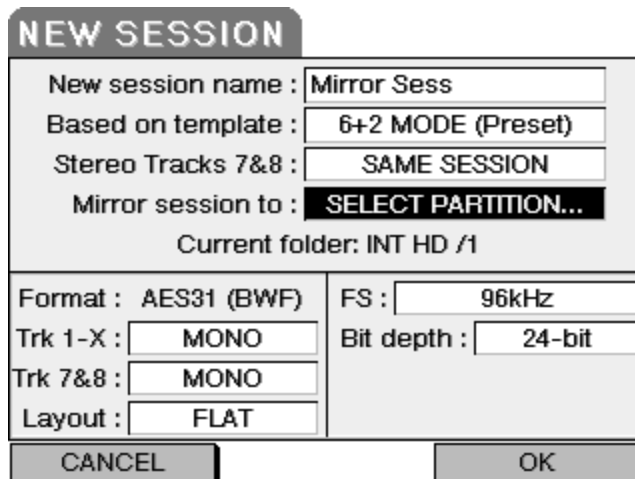 NEW SESSION
New session name : Mirror Sess
Based on template : 6+2 MODE (Preset)
Stereo Tracks 7&8 : SAME SESSION
Mirror session to : SELECT PARTITION...
Current folder: INT HD /1
Format : AES31 (BWF) FS : 96kHz
Trk 1-X : MONO Bit depth : 24-bit
Trk 7&8 : MONO
Layout : FLAT
CANCEL OK